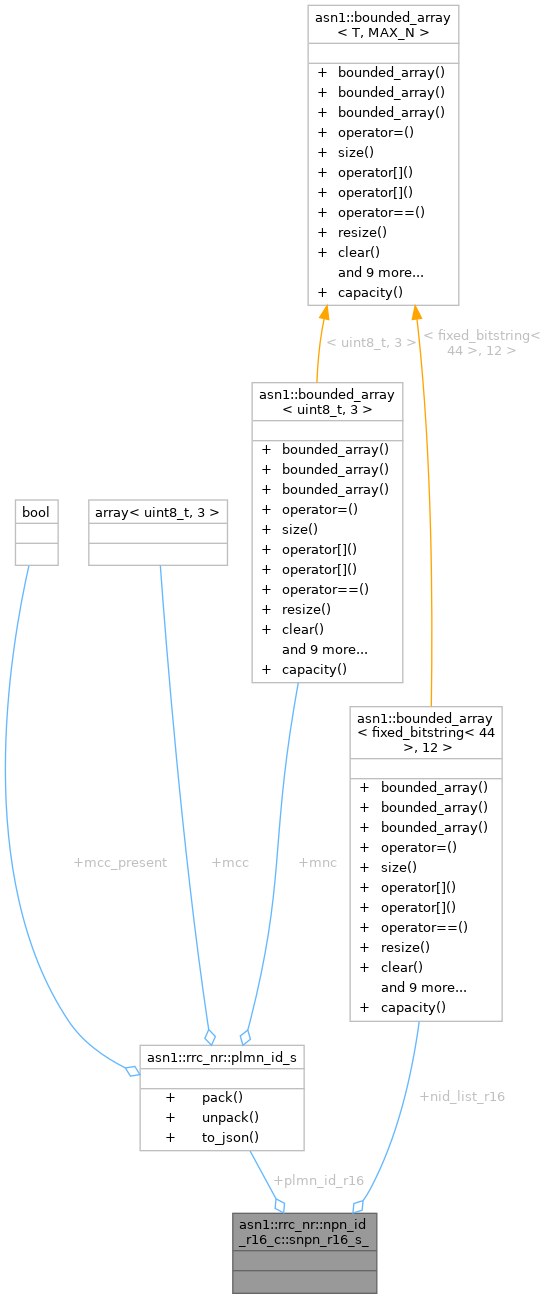 asn1::bounded_array
< T, MAX_N >
+ bounded_array()
+ bounded_array()
+ bounded_array()
+ operator=()
+ size()
+ operator[]()
+ operator[]()
+ operator==()
+ resize()
+ clear()
and 9 more...
+ capacity()
< uint8_t, 3 >
< fixed_bitstring<
44 >, 12 >
asn1::bounded_array
< uint8_t, 3 >
+ bounded_array()
+ bounded_array()
+ bounded_array()
+ operator=()
+ size()
+ operator[]()
+ operator[]()
+ operator==()
+ resize()
+ clear()
and 9 more...
+ capacity()
bool
array< uint8_t, 3 >
asn1::bounded_array
< fixed_bitstring< 44
>, 12 >
+ bounded_array()
+ bounded_array()
+ bounded_array()
+ operator=()
+ size()
+ operator[]()
+ operator[]()
+ operator==()
+ resize()
+ clear()
and 9 more...
+ capacity()
+mcc_present
+mcc
+mnc
asn1::rrc_nr::plmn_id_s
+ pack()
+ unpack()
+ to_json()
+nid_list_r16
+plmn_id_r16
asn1::rrc_nr::npn_id
_r16_c::snpn_r16_s_